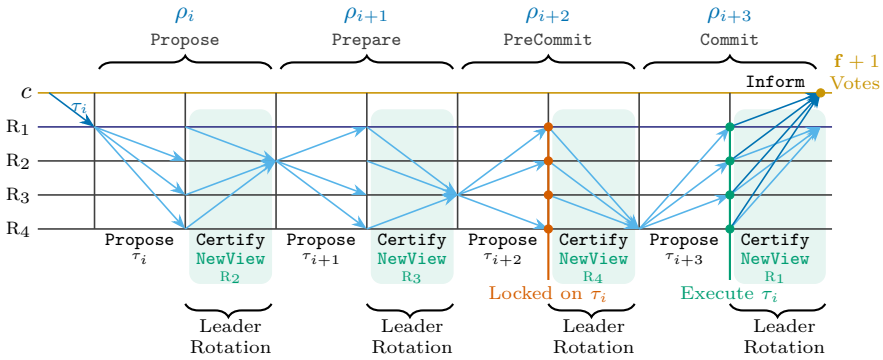 ρᵢ ρᵢ₊₁ ρᵢ₊₂ ρᵢ₊₃
Propose Prepare PreCommit Commit
f + 1
Votes
Inform
c
τᵢ
R₁
R₂
R₃
R₄
Propose Certify Propose Certify Propose Certify Propose Certify
τᵢ NewView τᵢ₊₁ NewView τᵢ₊₂ NewView τᵢ₊₃ NewView
R₂ R₃ R₄ R₁
Locked on τᵢ Execute τᵢ
Leader Leader Leader Leader
Rotation Rotation Rotation Rotation